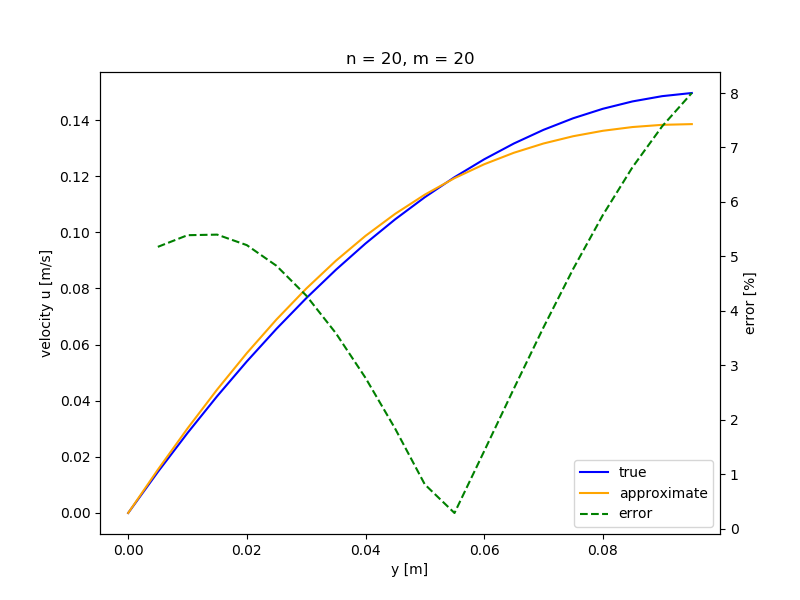 n = 20, m = 20
velocity u [m/s]
0.14
0.12
0.10
0.08
0.06
0.04
0.02
0.00
8
7
6
5
4
3
2
1
0
error [%]
true
approximate
error
0.00 0.02 0.04 0.06 0.08
y [m]